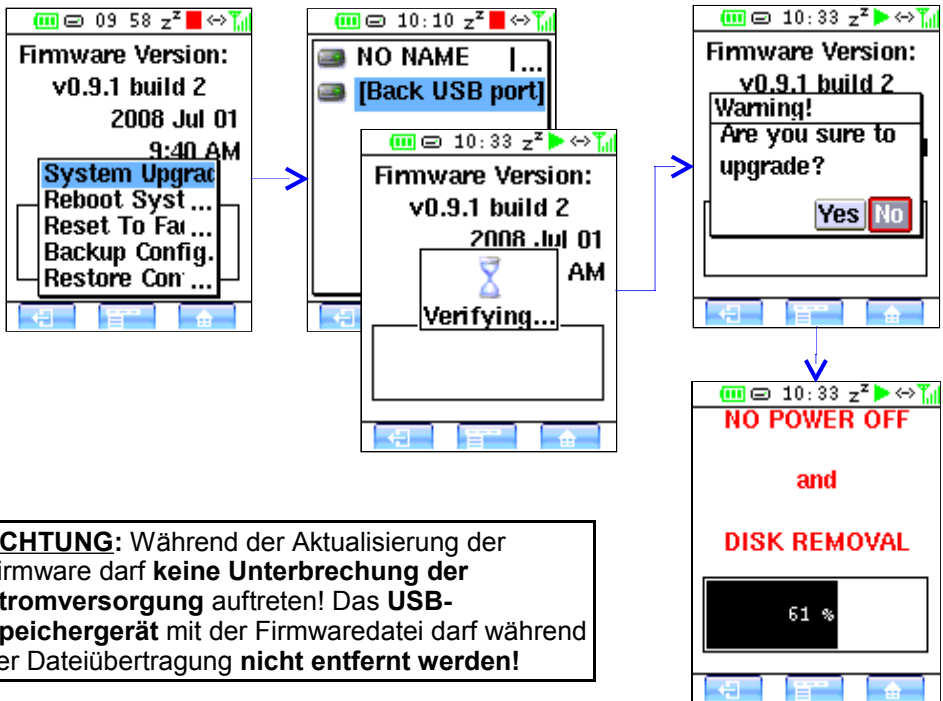 09 58 zᶻ
Firmware Version:
v0.9.1 build 2
2008 Jul 01
9:40 AM
System Upgrad
Reboot Syst ...
Reset To Fa ...
Backup Config.
Restore Con ...
10:10 zᶻ
NO NAME |...
[Back USB port]
10:33 zᶻ
Firmware Version:
v0.9.1 build 2
2008 Jul 01
AM
Verifying...
10:33 zᶻ
Firmware Version:
v0.9.1 build 2
Warning!
Are you sure to
upgrade?
Yes No
10:33 zᶻ
NO POWER OFF
and
DISK REMOVAL
61 %
CHTUNG: Während der Aktualisierung der
irmware darf keine Unterbrechung der
tromversorgung auftreten! Das USB-
peichergerät mit der Firmwaredatei darf während
er Dateiübertragung nicht entfernt werden!